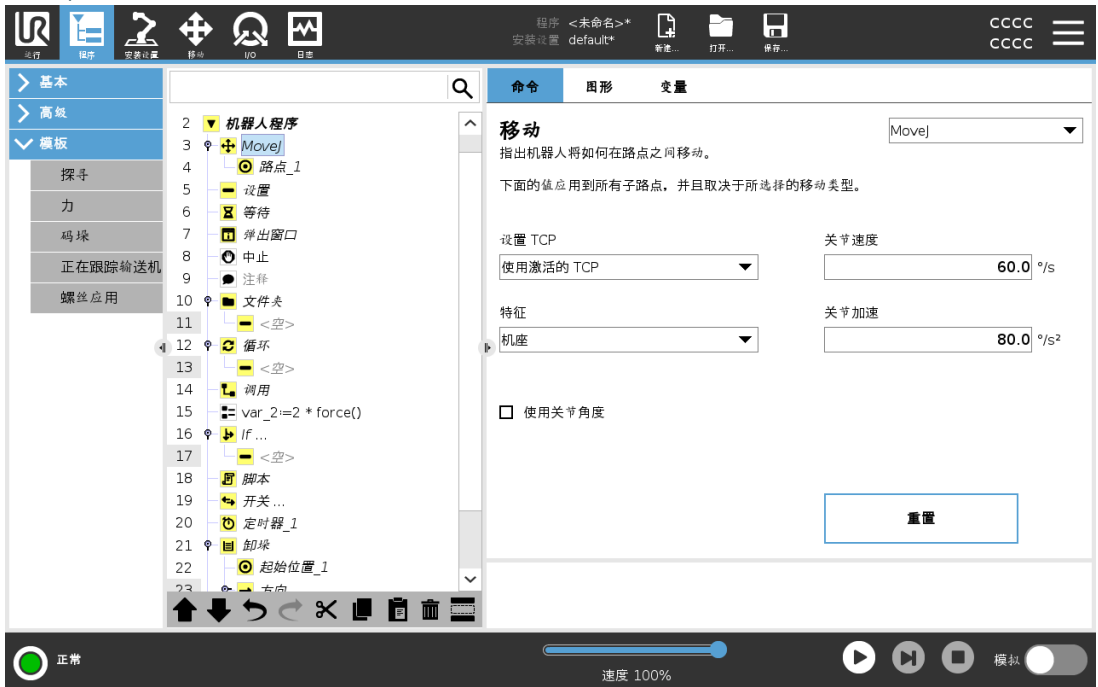 UR
运行
程序
安装设置
移动
I/O
日志
程序 <未命名>*
安装设置 default*
新建...
打开...
保存...
CCCC
CCCC
基本
高级
模板
探寻
力
码垛
正在跟踪输送机
螺丝应用
2 机器人程序
3 MoveJ
4 路点_1
5 设置
6 等待
7 弹出窗口
8 中止
9 注释
10 文件夹
11 <空>
12 循环
13 <空>
14 调用
15 var_2:=2 * force()
16 If ...
17 <空>
18 脚本
19 开关 ...
20 定时器_1
21 卸垛
22 起始位置_1
23 方向
命令 图形 变量
移动
MoveJ
指出机器人将如何在路点之间移动。
下面的值应用到所有子路点，并且取决于所选择的移动类型。
设置 TCP
使用激活的 TCP
关节速度
60.0 °/s
特征
机座
关节加速
80.0 °/s²
使用关节角度
重置
正常
速度 100%
模拟